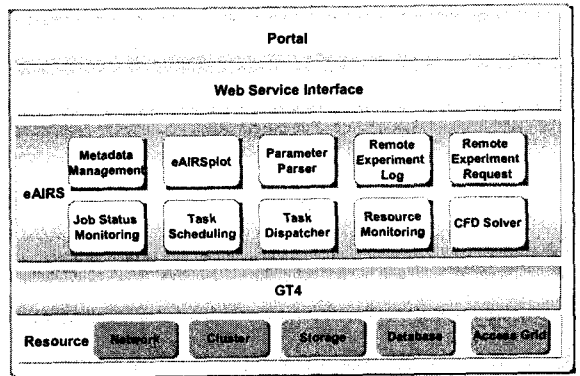 Portal
Web Service Interface
eAIRS
Metadata
Management
eAIRSplot
Parameter
Parser
Remote
Experiment
Log
Remote
Experiment
Request
Job Status
Monitoring
Task
Scheduling
Task
Dispatcher
Resource
Monitoring
CFD Solver
GT4
Resource
Network
Cluster
Storage
Database
Access Grid